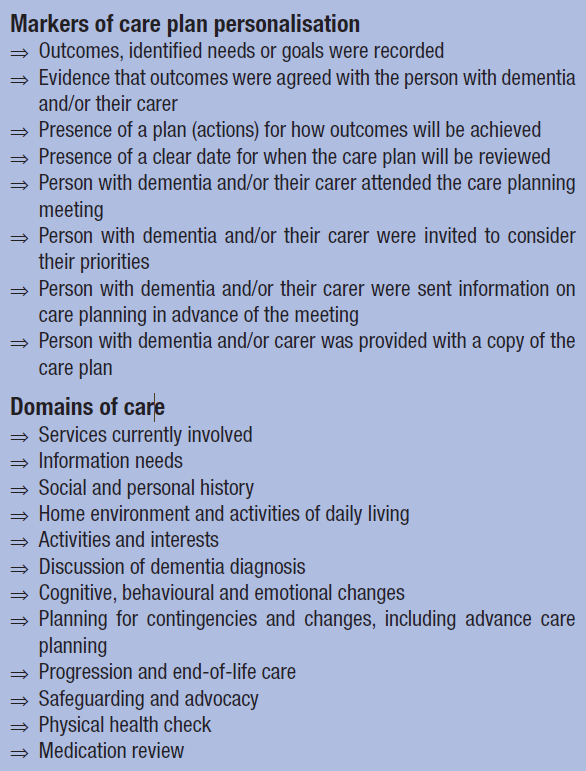 Markers of care plan personalisation
⇒ Outcomes, identified needs or goals were recorded
⇒ Evidence that outcomes were agreed with the person with dementia
and/or their carer
⇒ Presence of a plan (actions) for how outcomes will be achieved
⇒ Presence of a clear date for when the care plan will be reviewed
⇒ Person with dementia and/or their carer attended the care planning
meeting
⇒ Person with dementia and/or their carer were invited to consider
their priorities
⇒ Person with dementia and/or their carer were sent information on
care planning in advance of the meeting
⇒ Person with dementia and/or carer was provided with a copy of the
care plan
Domains of care
⇒ Services currently involved
⇒ Information needs
⇒ Social and personal history
⇒ Home environment and activities of daily living
⇒ Activities and interests
⇒ Discussion of dementia diagnosis
⇒ Cognitive, behavioural and emotional changes
⇒ Planning for contingencies and changes, including advance care
planning
⇒ Progression and end-of-life care
⇒ Safeguarding and advocacy
⇒ Physical health check
⇒ Medication review